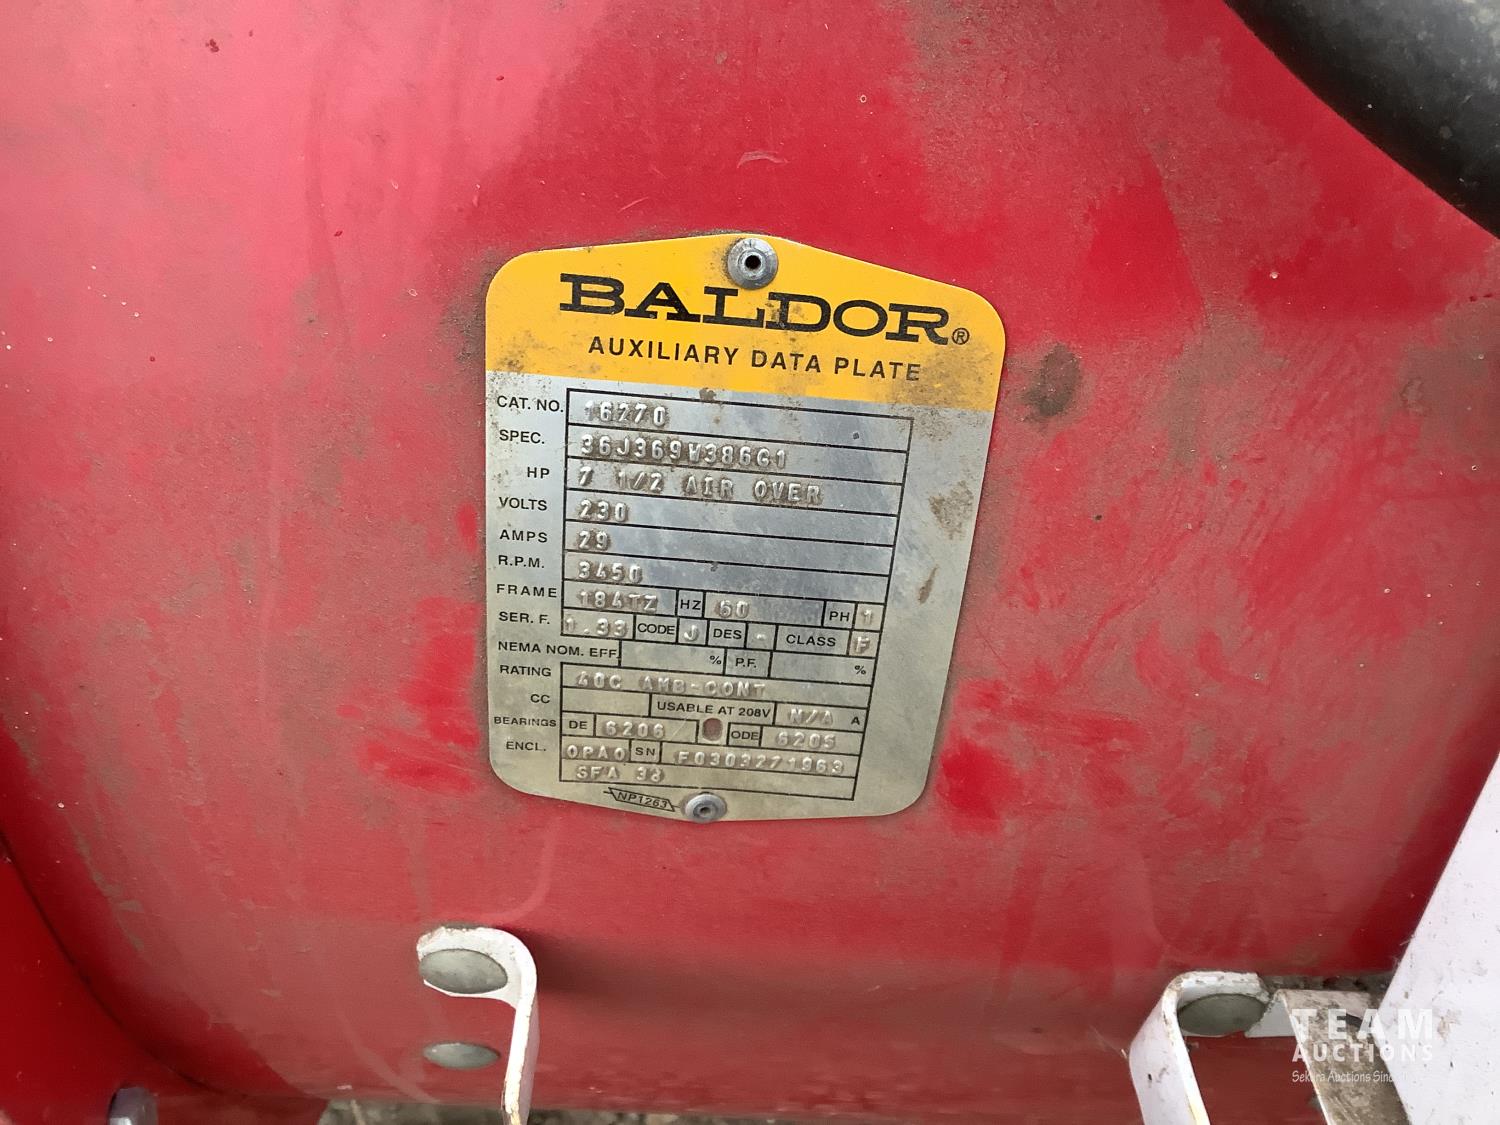 BALDOR®
AUXILIARY DATA PLATE
CAT. NO. 16270
SPEC. 36J369W386G1
HP 7 1/2 AIR OVER
VOLTS 230
AMPS 29
R.P.M. 3450
FRAME 184TZ HZ 60 PH 1
SER. F. 1.33 CODE J DES - CLASS F
NEMA NOM. EFF. % P.F. %
RATING 40C AMB-CONT
CC USABLE AT 208V N/A A
BEARINGS DE 6206 ODE 6205
ENCL. OPAO SN F0303271963
SFA 38
NP1263
TEAM
AUCTIONS
Auctions Sinc